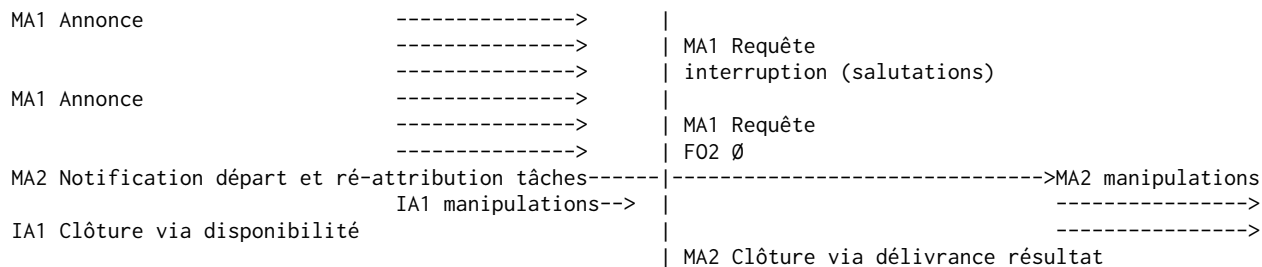 MA1 Annonce                     ---------------> |
                                ---------------> | MA1 Requête
                                ---------------> | interruption (salutations)
MA1 Annonce                     ---------------> |
                                ---------------> | MA1 Requête
                                ---------------> | FO2 Ø
MA2 Notification départ et ré-attribution tâches------|------------------------------->MA2 manipulations
                                IA1 manipulations--> |                                ---------------->
IA1 Clôture via disponibilité                        |                                ---------------->
                                                     | MA2 Clôture via délivrance résultat